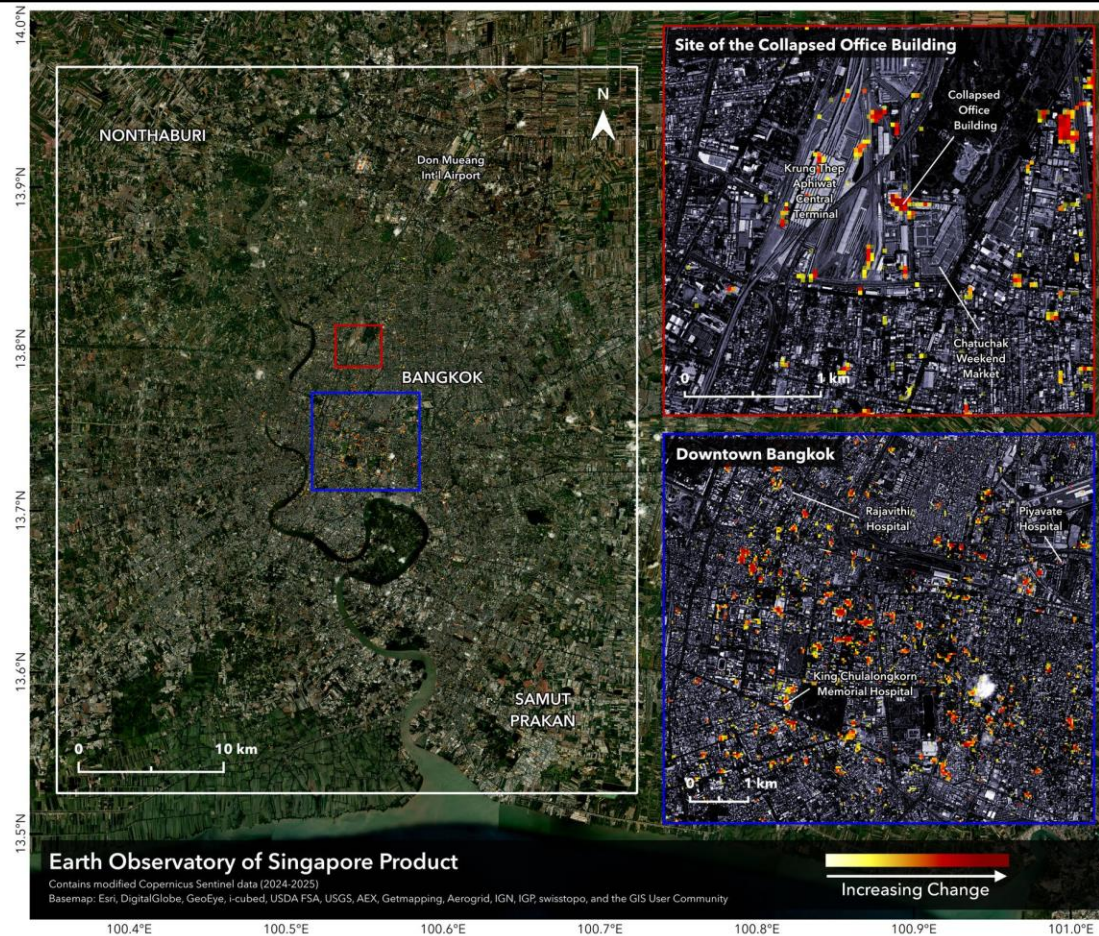 14.0°N
13.9°N
13.8°N
13.7°N
13.6°N
13.5°N
NONTHABURI
N
Don Mueang
Int'l Airport
BANGKOK
SAMUT
PRAKAN
0 10 km
Site of the Collapsed Office Building
Collapsed
Office
Building
Krung Thep
Aphiwat
Central
Terminal
Chatuchak
Weekend
Market
0 1 km
Downtown Bangkok
Rajavithi
Hospital
Piyavate
Hospital
King Chulalongkorn
Memorial Hospital
0 1 km
Earth Observatory of Singapore Product
Contains modified Copernicus Sentinel data (2024-2025)
Basemap: Esri, DigitalGlobe, GeoEye, i-cubed, USDA FSA, USGS, AEX, Getmapping, Aerogrid, IGN, IGP, swisstopo, and the GIS User Community
Increasing Change
100.4°E 100.5°E 100.6°E 100.7°E 100.8°E 100.9°E 101.0°E